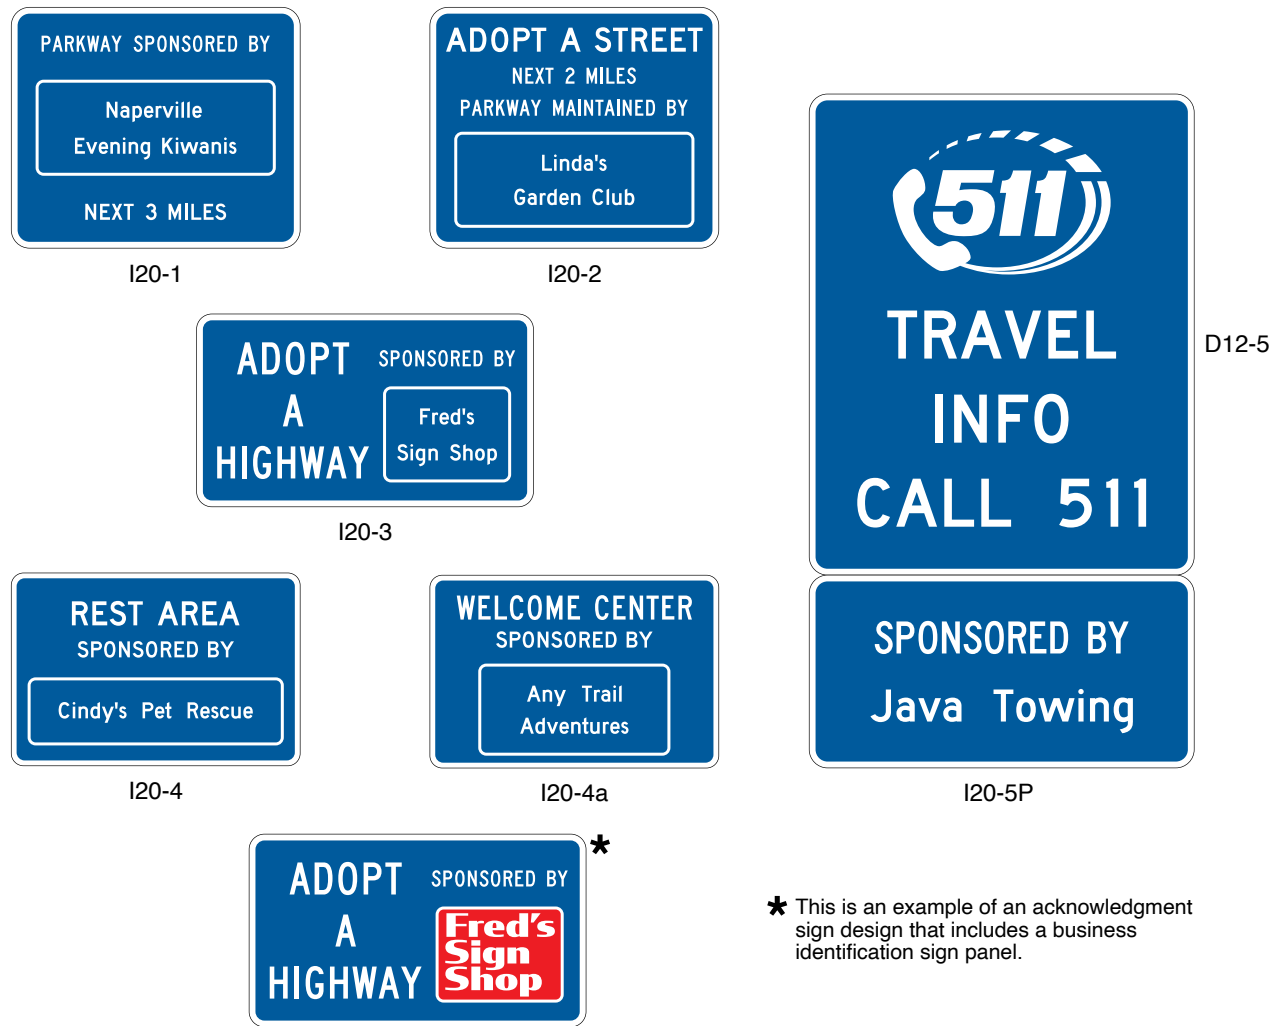 PARKWAY SPONSORED BY
Naperville
Evening Kiwanis
NEXT 3 MILES
I20-1
ADOPT A STREET
NEXT 2 MILES
PARKWAY MAINTAINED BY
Linda's
Garden Club
I20-2
ADOPT
A
HIGHWAY
SPONSORED BY
Fred's
Sign Shop
I20-3
511
TRAVEL
INFO
CALL 511
D12-5
SPONSORED BY
Java Towing
I20-5P
REST AREA
SPONSORED BY
Cindy's Pet Rescue
I20-4
WELCOME CENTER
SPONSORED BY
Any Trail
Adventures
I20-4a
ADOPT
A
HIGHWAY
SPONSORED BY
Fred's
Sign
Shop
*
* This is an example of an acknowledgment
sign design that includes a business
identification sign panel.